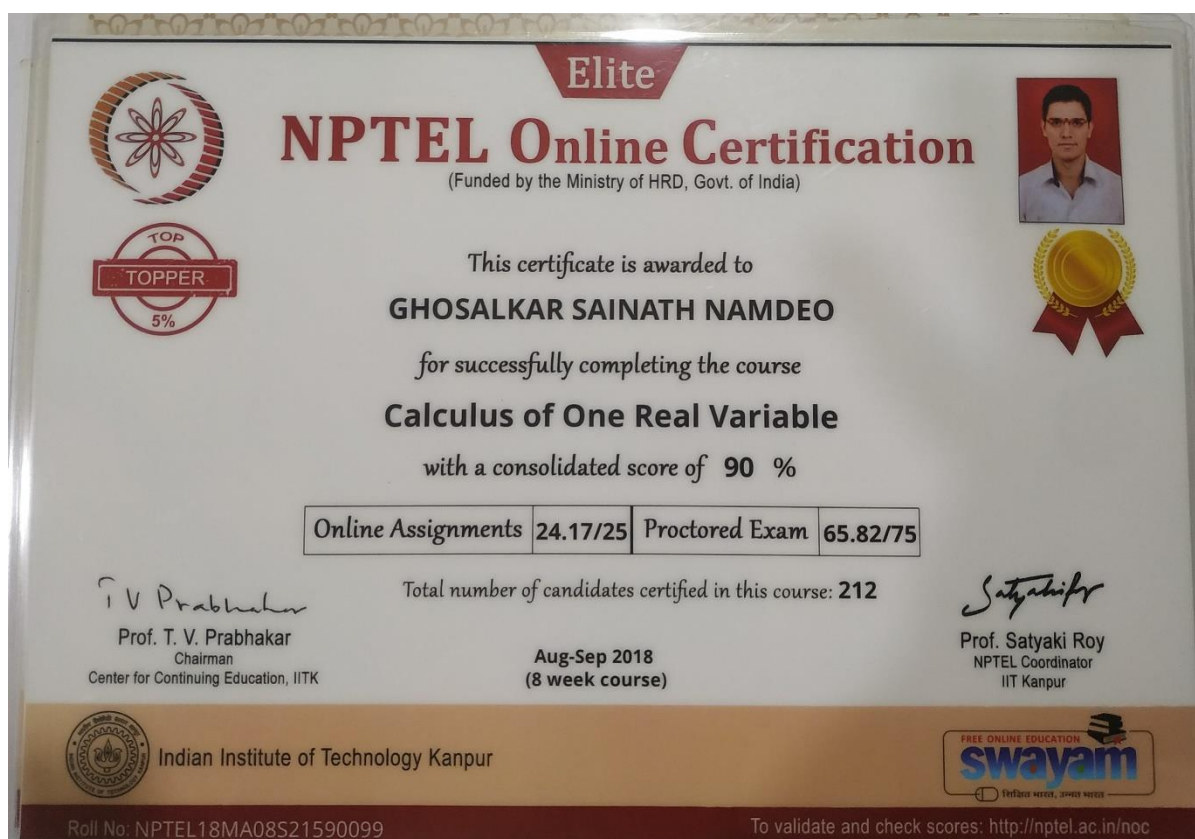 Elite
NPTEL Online Certification
(Funded by the Ministry of HRD, Govt. of India)
TOP
TOPPER
5%
This certificate is awarded to
GHOSALKAR SAINATH NAMDEO
for successfully completing the course
Calculus of One Real Variable
with a consolidated score of 90 %
Online Assignments 24.17/25 Proctored Exam 65.82/75
Total number of candidates certified in this course: 212
T V Prabhakar
Prof. T. V. Prabhakar
Chairman
Center for Continuing Education, IITK
Aug-Sep 2018
(8 week course)
Prof. Satyaki Roy
NPTEL Coordinator
IIT Kanpur
Indian Institute of Technology Kanpur
FREE ONLINE EDUCATION
swayam
शिक्षित भारत, उन्नत भारत
Roll No: NPTEL18MA08S21590099
To validate and check scores: http://nptel.ac.in/noc